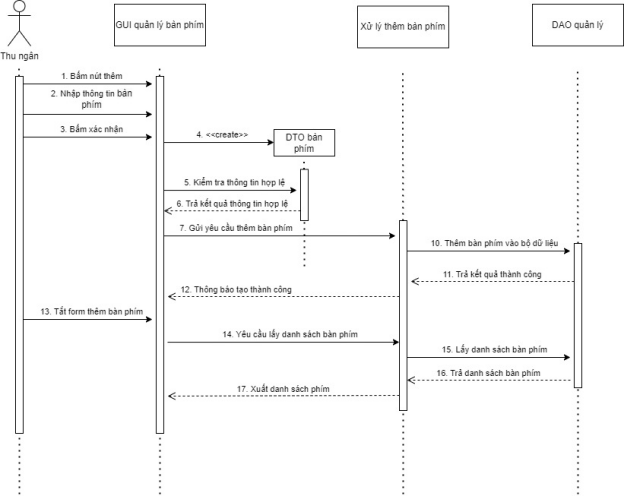 GUI quản lý bán phím
Xử lý thêm bán phím
DAO quản lý
Thu ngân
1. Bấm nút thêm
2. Nhập thông tin bàn
phím
3. Bấm xác nhận
4. <<create>>
DTO bán
phím
5. Kiểm tra thông tin hợp lệ
6. Trả kết quả thông tin hợp lệ
7. Gửi yêu cầu thêm bàn phím
10. Thêm bàn phím vào bộ dữ liệu
11. Trả kết quả thành công
12. Thông báo tạo thành công
13. Tắt form thêm bàn phím
14. Yêu cầu lấy danh sách bàn phím
15. Lấy danh sách bàn phím
16. Trả danh sách bàn phím
17. Xuất danh sách phím